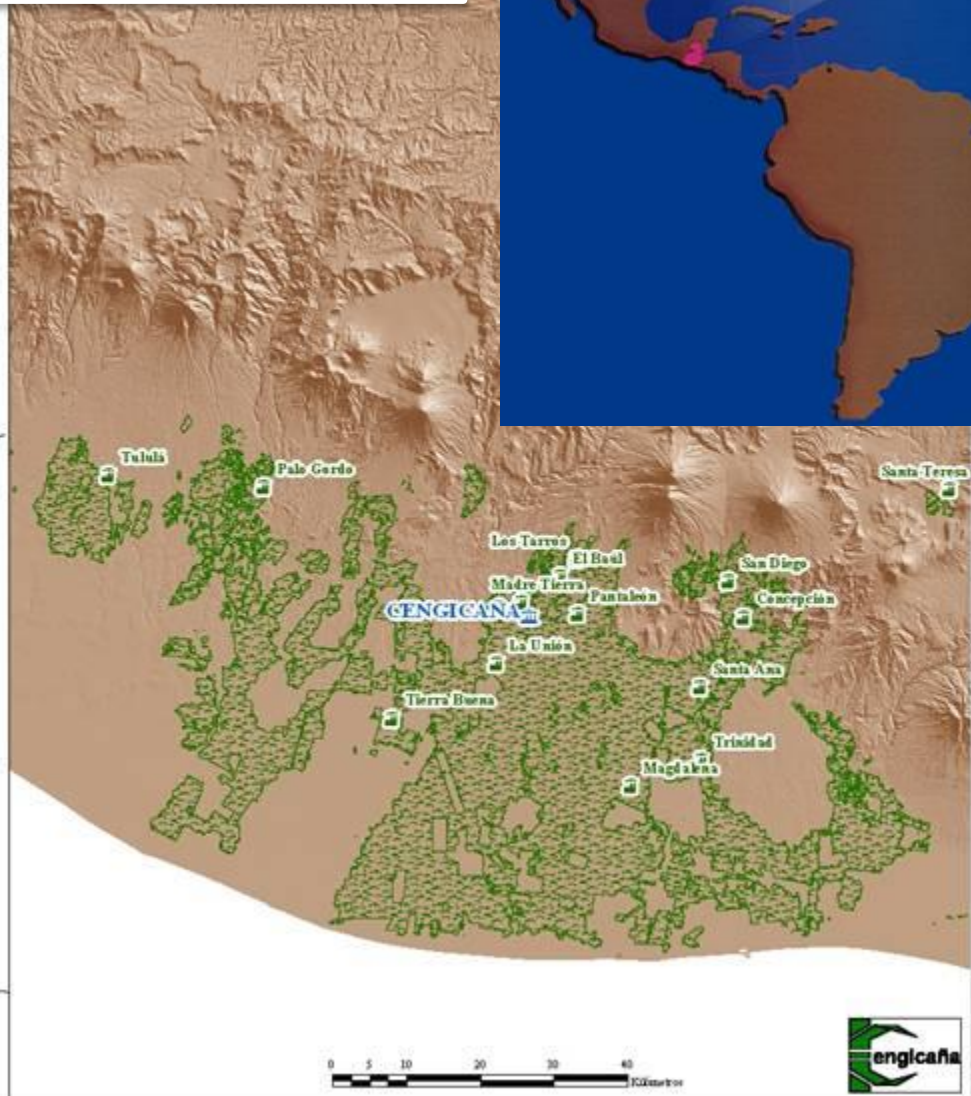 Tululá
Palo Gordo
Santa Teresa
Los Tarros
El Baúl
San Diego
Madre Tierra
Pantaleón
Concepción
CENGICAÑA
La Unión
Santa Ana
Tierra Buena
Trinidad
Magdalena
0 5 10 20 30 40
Kilómetros
engicaña